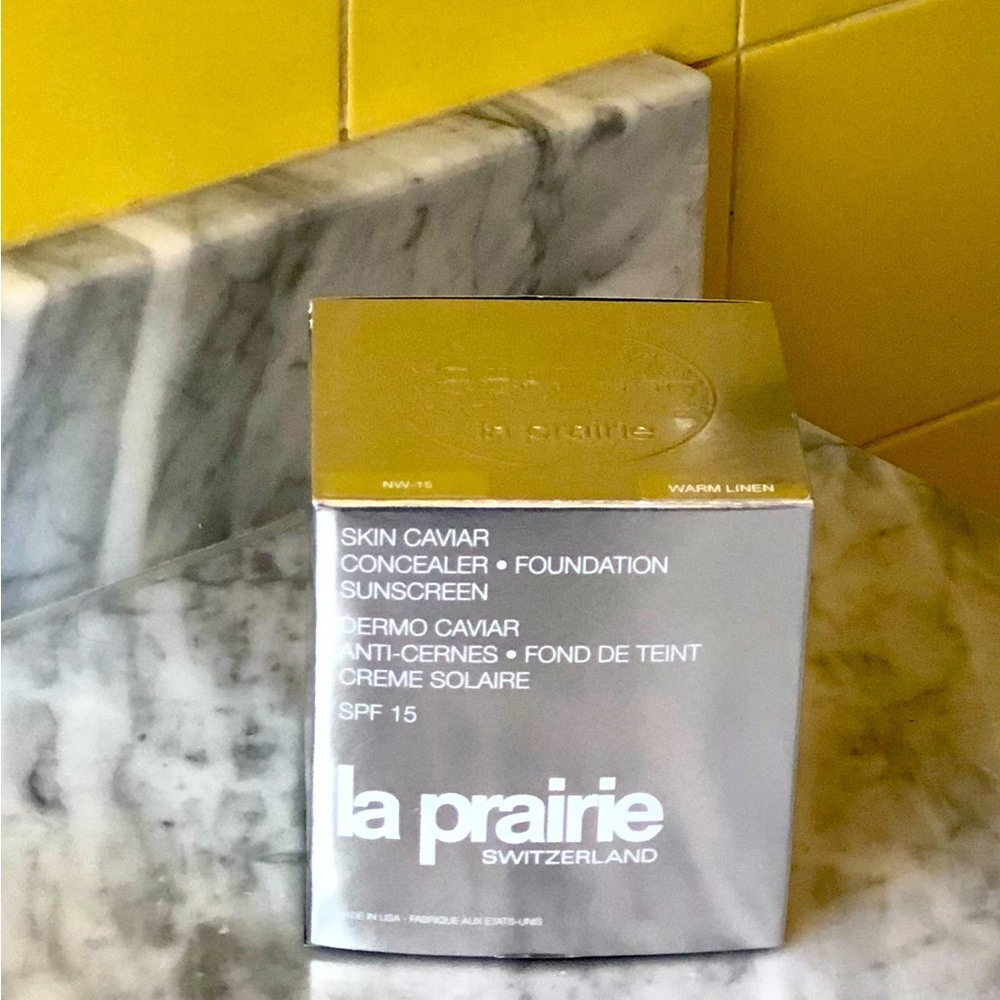 la prairie
NW-15 WARM LINEN
SKIN CAVIAR
CONCEALER • FOUNDATION
SUNSCREEN
DERMO CAVIAR
ANTI-CERNES • FOND DE TEINT
CREME SOLAIRE
SPF 15
la prairie
SWITZERLAND
MADE IN USA - FABRIQUE AUX ETATS-UNIS